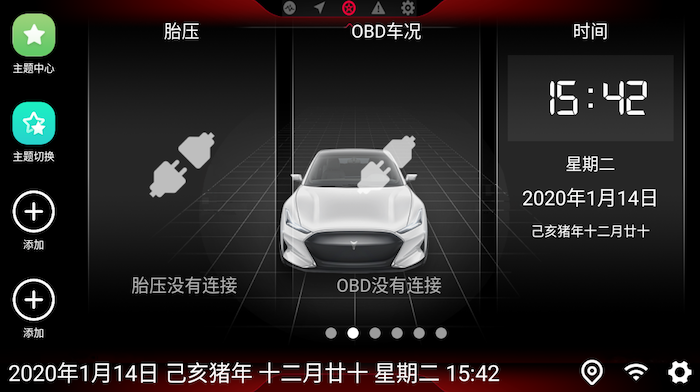 胎压
OBD车况
时间
主题中心
主题切换
添加
添加
15:42
星期二
2020年1月14日
己亥猪年十二月廿十
胎压没有连接
OBD没有连接
2020年1月14日 己亥猪年 十二月廿十 星期二 15:42